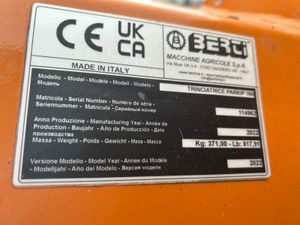 CE UK CA
BERTI
MACCHINE AGRICOLE S.p.A
MADE IN ITALY
Modello - Model - Modèle - Modell - Modelo -
Модель
TRINCIATRICE PARK/P 180
Matricola - Serial Number - Numéro de série -
Seriennummer - Matrícula - Серийный номер
Anno Produzione - Manufacturing Year - Année de
Production - Baujahr - Año de Producción - Дата
производства
2022
Massa - Weight - Poids - Gewicht - Masa - Масса
Kg: 371,00 - Lb: 817,91
Versione Modello - Model Year - Année du Modèle
- Modelljahr - Año del Modelo - Версия модели
2022